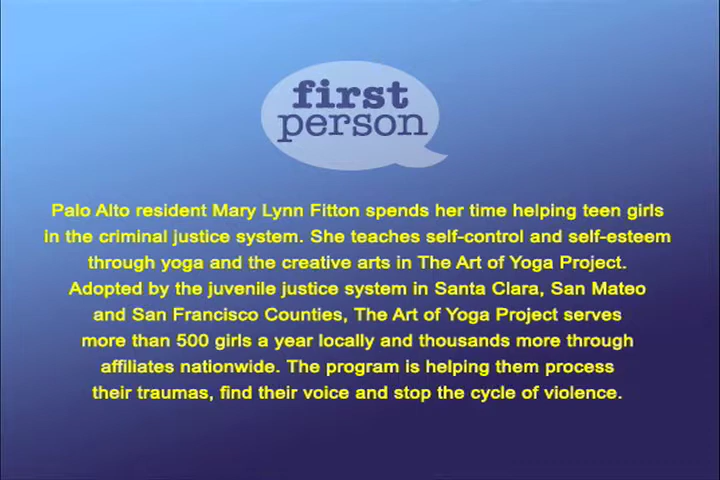 first
person
Palo Alto resident Mary Lynn Fitton spends her time helping teen girls
in the criminal justice system. She teaches self-control and self-esteem
through yoga and the creative arts in The Art of Yoga Project.
Adopted by the juvenile justice system in Santa Clara, San Mateo
and San Francisco Counties, The Art of Yoga Project serves
more than 500 girls a year locally and thousands more through
affiliates nationwide. The program is helping them process
their traumas, find their voice and stop the cycle of violence.